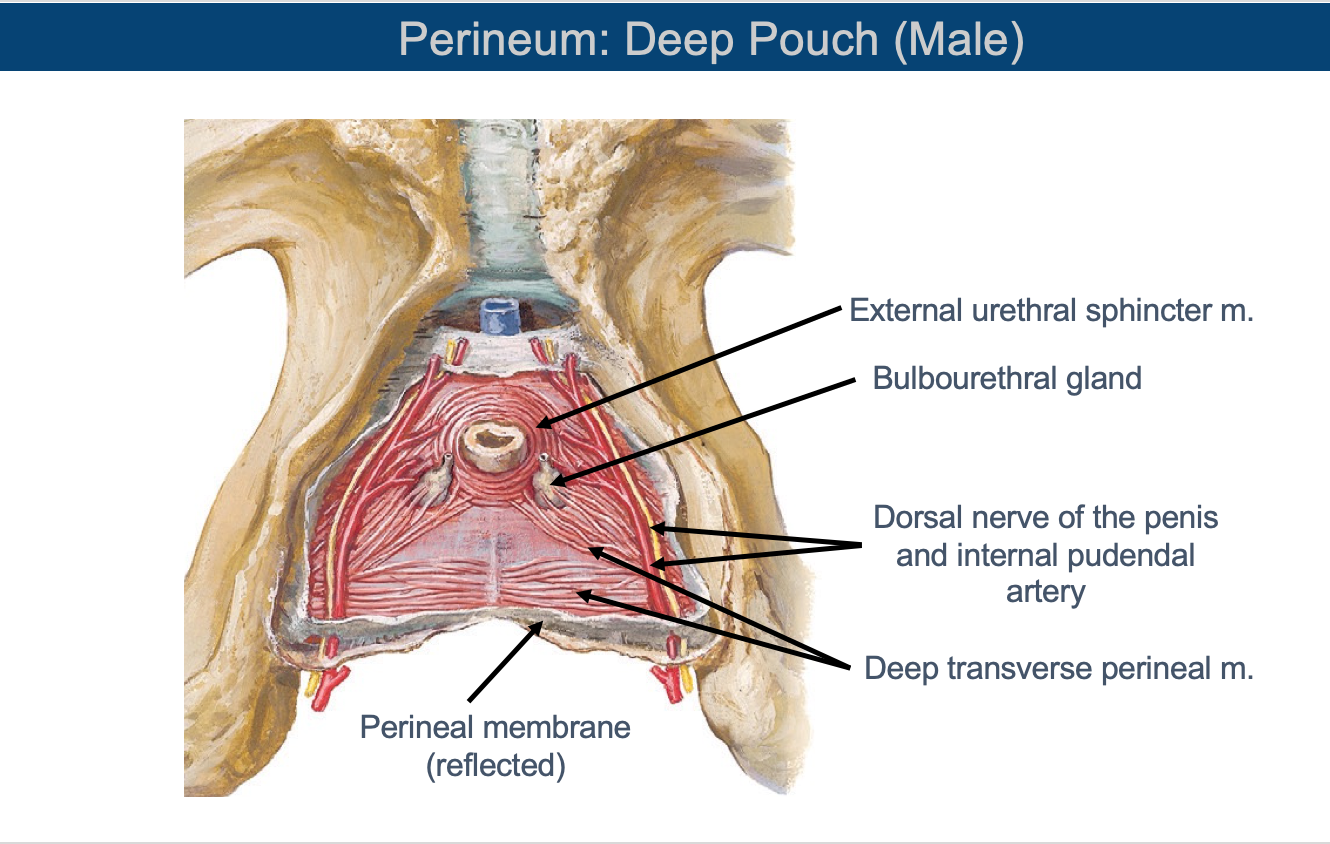 Perineum: Deep Pouch (Male)
External urethral sphincter m.
Bulbourethral gland
Dorsal nerve of the penis
and internal pudendal
artery
Deep transverse perineal m.
Perineal membrane
(reflected)